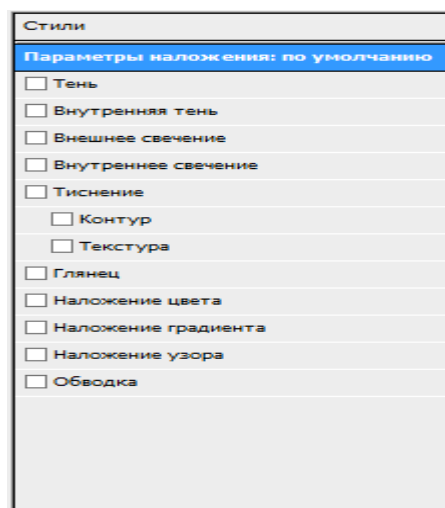 Стили
Параметры наложения: по умолчанию
Тень
Внутренняя тень
Внешнее свечение
Внутреннее свечение
Тиснение
Контур
Текстура
Глянец
Наложение цвета
Наложение градиента
Наложение узора
Обводка